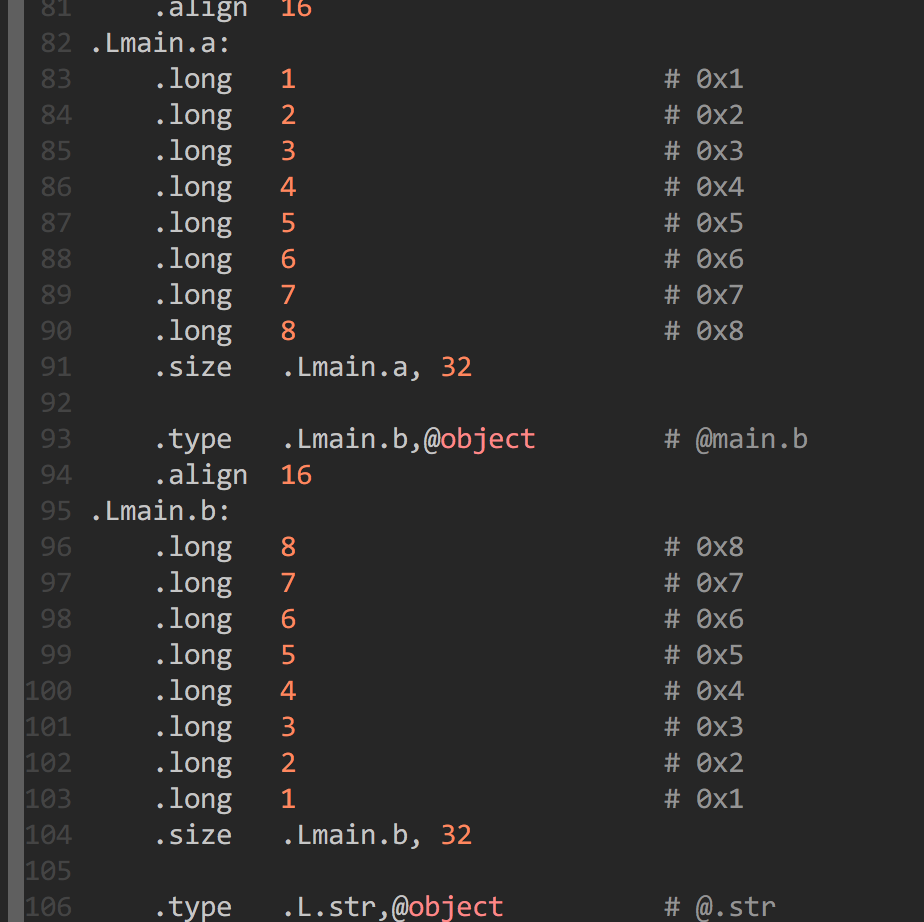 81 .align 16
82 .Lmain.a:
83 .long 1 # 0x1
84 .long 2 # 0x2
85 .long 3 # 0x3
86 .long 4 # 0x4
87 .long 5 # 0x5
88 .long 6 # 0x6
89 .long 7 # 0x7
90 .long 8 # 0x8
91 .size .Lmain.a, 32
92
93 .type .Lmain.b,@object # @main.b
94 .align 16
95 .Lmain.b:
96 .long 8 # 0x8
97 .long 7 # 0x7
98 .long 6 # 0x6
99 .long 5 # 0x5
100 .long 4 # 0x4
101 .long 3 # 0x3
102 .long 2 # 0x2
103 .long 1 # 0x1
104 .size .Lmain.b, 32
105
106 .type .L.str,@object # @.str